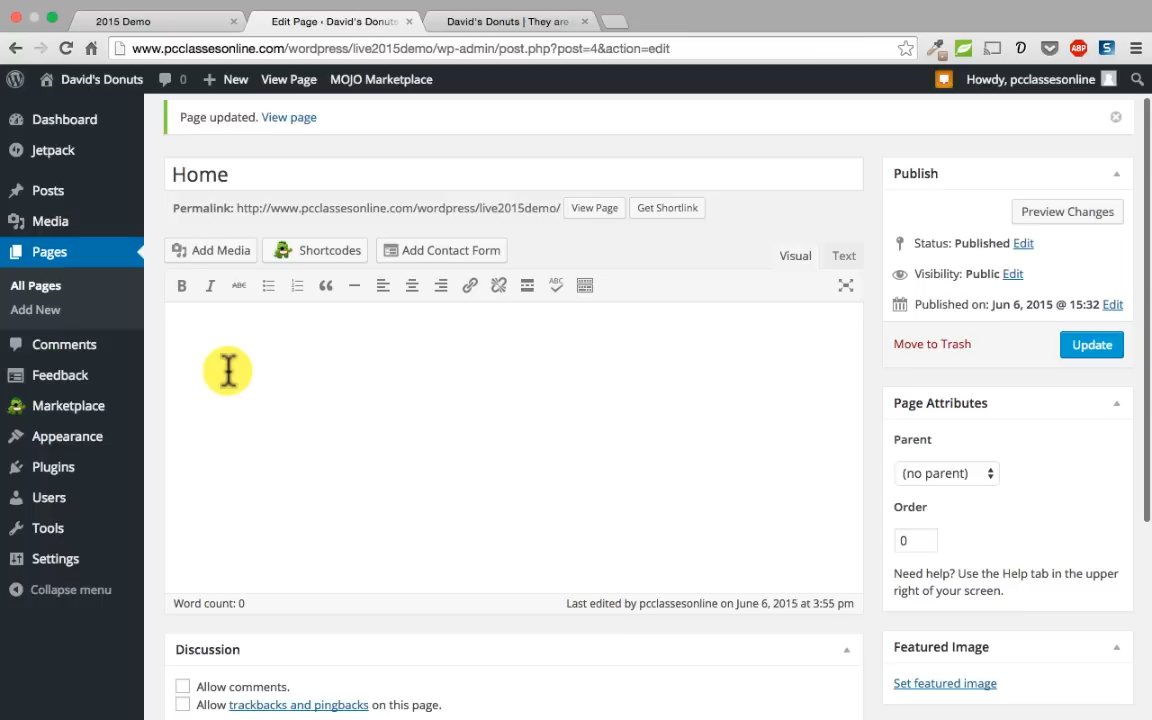 2015 Demo
Edit Page ‹ David's Donuts
David's Donuts | They are
www.pcclassesonline.com/wordpress/live2015demo/wp-admin/post.php?post=4&action=edit
David's Donuts 0 New View Page MOJO Marketplace Howdy, pcclassesonline
Dashboard
Jetpack
Posts
Media
Pages
All Pages
Add New
Comments
Feedback
Marketplace
Appearance
Plugins
Users
Tools
Settings
Collapse menu
Page updated. View page
Home
Permalink: http://www.pcclassesonline.com/wordpress/live2015demo/ View Page Get Shortlink
Add Media Shortcodes Add Contact Form Visual Text
B I ABC ABC
Word count: 0 Last edited by pcclassesonline on June 6, 2015 at 3:55 pm
Discussion
Allow comments.
Allow trackbacks and pingbacks on this page.
Publish
Preview Changes
Status: Published Edit
Visibility: Public Edit
Published on: Jun 6, 2015 @ 15:32 Edit
Move to Trash Update
Page Attributes
Parent
(no parent)
Order
0
Need help? Use the Help tab in the upper
right of your screen.
Featured Image
Set featured image
ABP